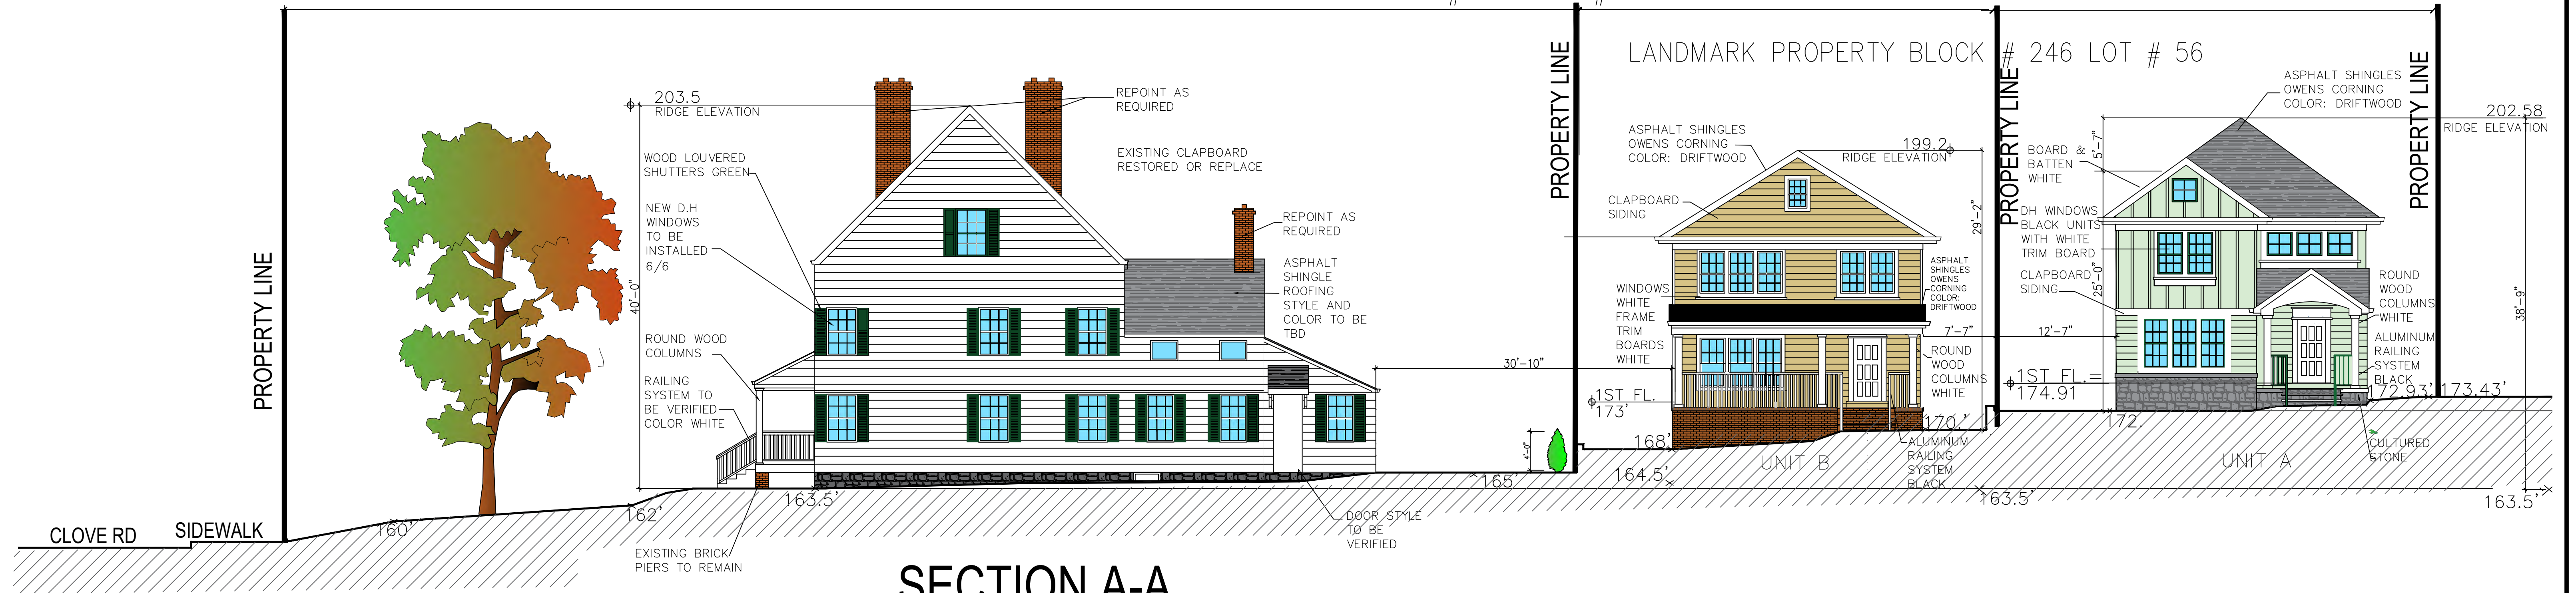 LANDMARK PROPERTY BLOCK # 246 LOT # 56
PROPERTY LINE
CLOVE RD
SIDEWALK
160'
162'
163.5'
203.5
RIDGE ELEVATION
40'-0"
WOOD LOUVERED
SHUTTERS GREEN
NEW D.H
WINDOWS
TO BE
INSTALLED
6/6
ROUND WOOD
COLUMNS
RAILING
SYSTEM TO
BE VERIFIED
COLOR WHITE
EXISTING BRICK
PIERS TO REMAIN
REPOINT AS
REQUIRED
EXISTING CLAPBOARD
RESTORED OR REPLACE
REPOINT AS
REQUIRED
ASPHALT
SHINGLE
ROOFING
STYLE AND
COLOR TO BE
TBD
DOOR STYLE
TO BE
VERIFIED
30'-10"
4'-0"
165'
PROPERTY LINE
ASPHALT SHINGLES
OWENS CORNING
COLOR: DRIFTWOOD
CLAPBOARD
SIDING
WINDOWS
WHITE
FRAME
TRIM
BOARDS
WHITE
1ST FL.
173'
168'
164.5'
UNIT B
199.2
RIDGE ELEVATION
29'-2"
ASPHALT
SHINGLES
OWENS
CORNING
COLOR:
DRIFTWOOD
7'-7"
ROUND
WOOD
COLUMNS
WHITE
170.'
ALUMINUM
RAILING
SYSTEM
BLACK
163.5'
PROPERTY LINE
BOARD &
BATTEN
WHITE
5'-7"
DH WINDOWS
BLACK UNITS
WITH WHITE
TRIM BOARD
CLAPBOARD
SIDING
25'-0"
12'-7"
1ST FL.=
174.91
172.
UNIT A
ASPHALT SHINGLES
OWENS CORNING
COLOR: DRIFTWOOD
PROPERTY LINE
202.58
RIDGE ELEVATION
ROUND
WOOD
COLUMNS
WHITE
ALUMINUM
RAILING
SYSTEM
BLACK
172.93'
173.43'
38'-9"
CULTURED
STONE
163.5'
SECTION A-A